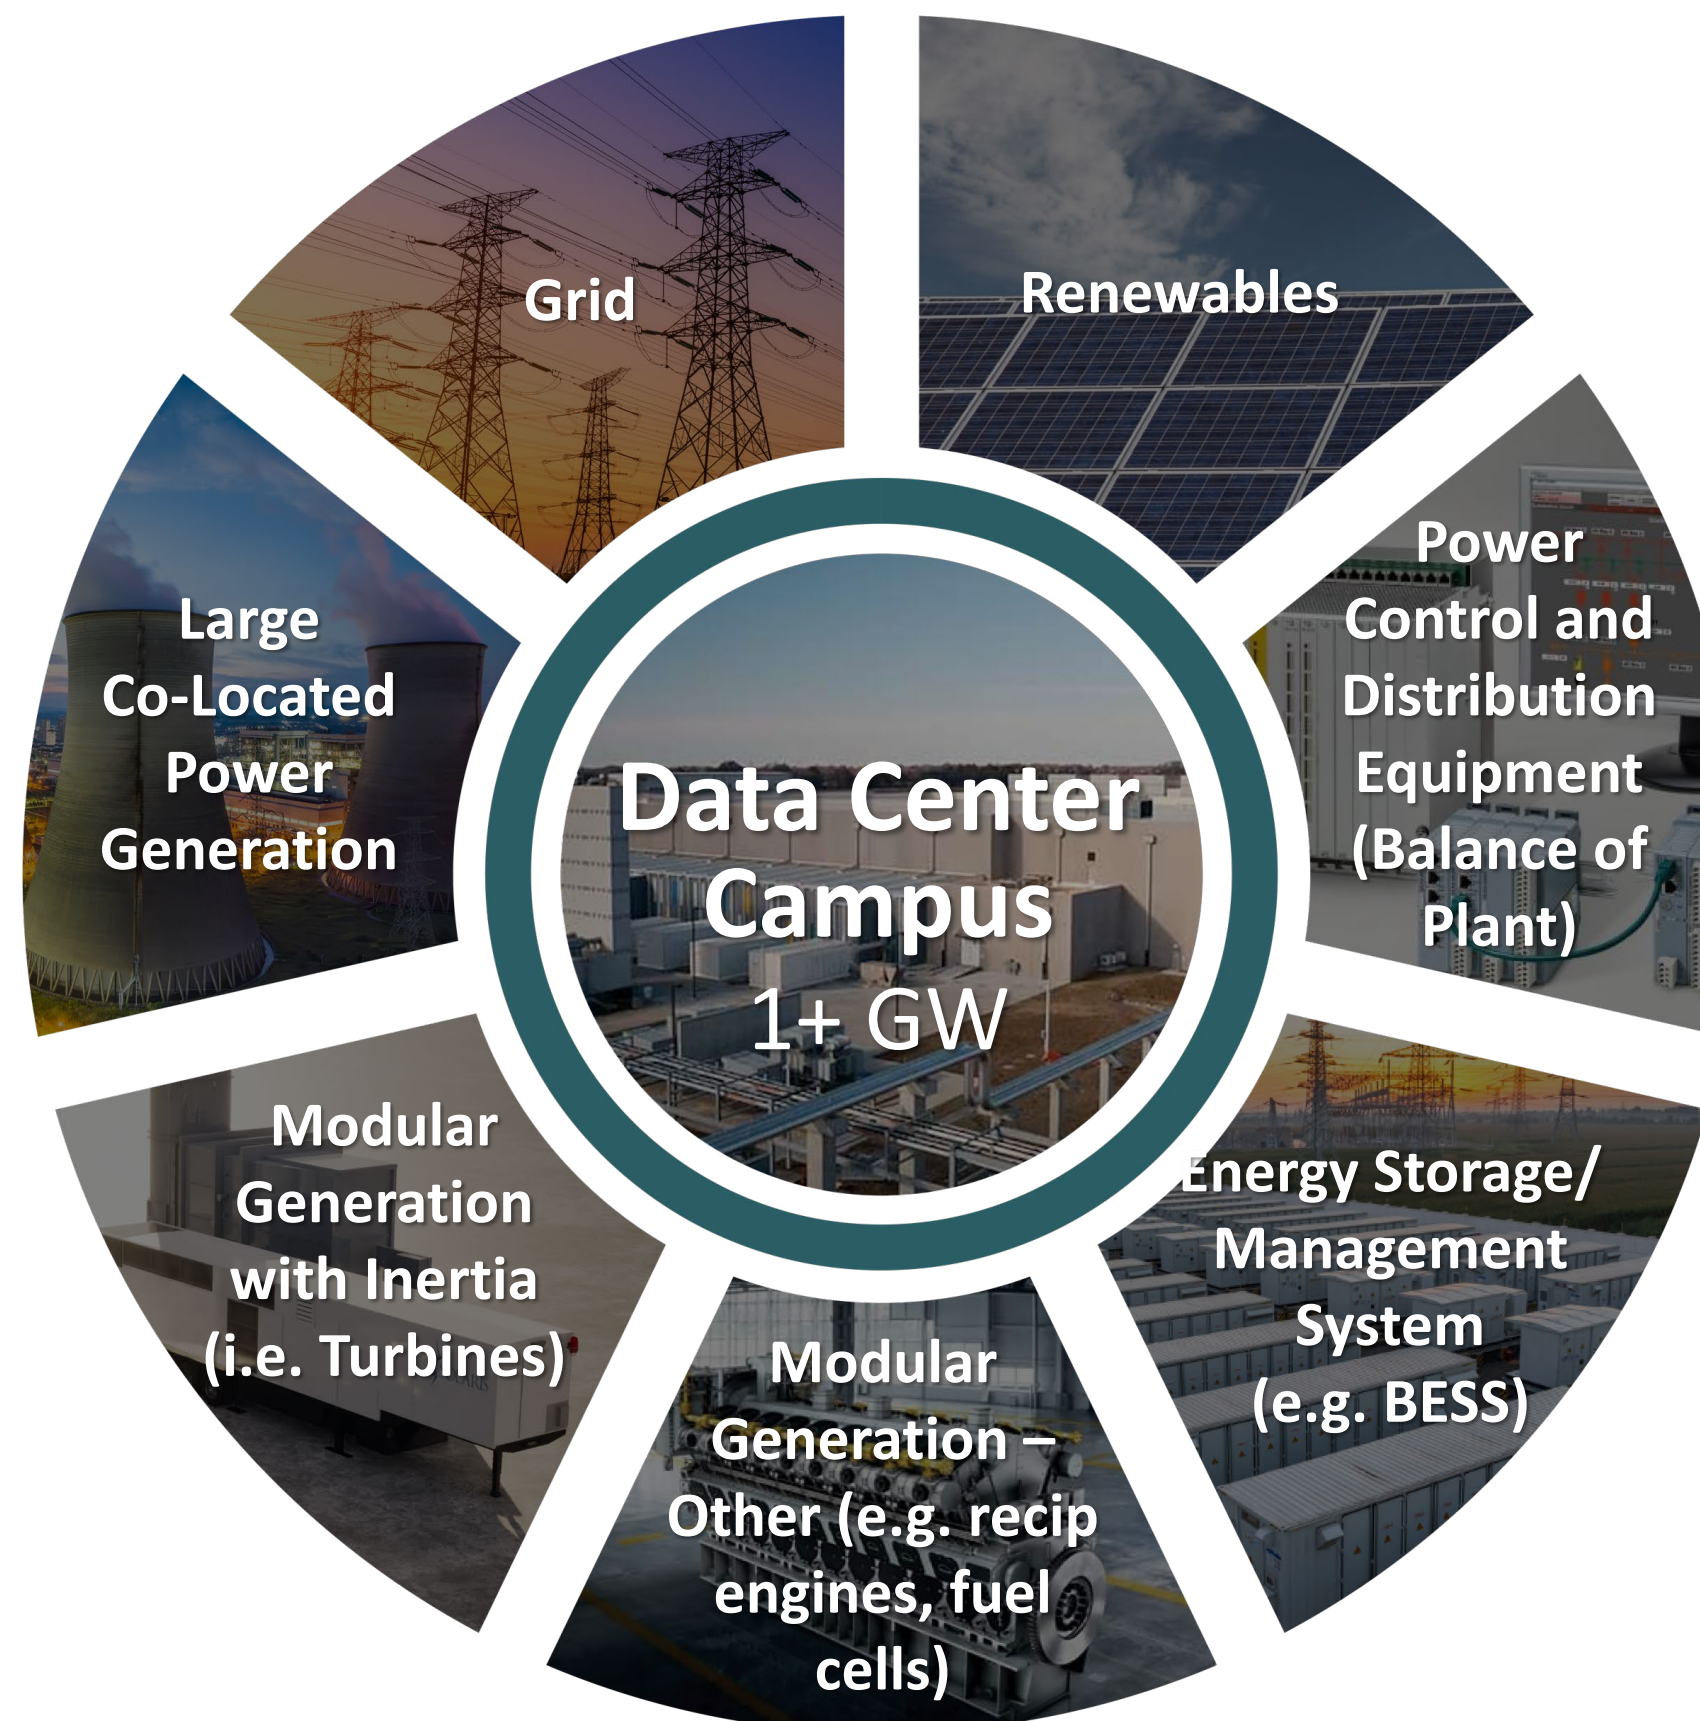 Grid
Renewables
Power
Control and
Distribution
Equipment
(Balance of
Plant)
Energy Storage/
Management
System
(e.g. BESS)
Modular
Generation –
Other (e.g. recip
engines, fuel
cells)
Modular
Generation
with Inertia
(i.e. Turbines)
Large
Co-Located
Power
Generation
Data Center
Campus
1+ GW